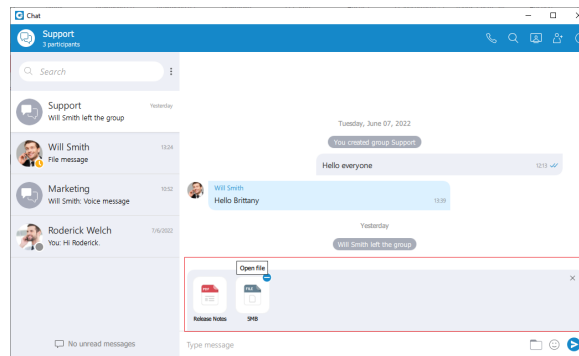 Chat
Support
3 participants
Search
Support
Yesterday
Will Smith left the group
Will Smith
13:24
File message
Marketing
10:52
Will Smith: Voice message
Roderick Welch
7/6/2022
You: Hi Roderick.
No unread messages
Tuesday, June 07, 2022
You created group Support
Hello everyone
12:13
Will Smith
Hello Brittany
13:39
Yesterday
Will Smith left the group
Open file
PDF
FILE
Release Notes
SMB
Type message